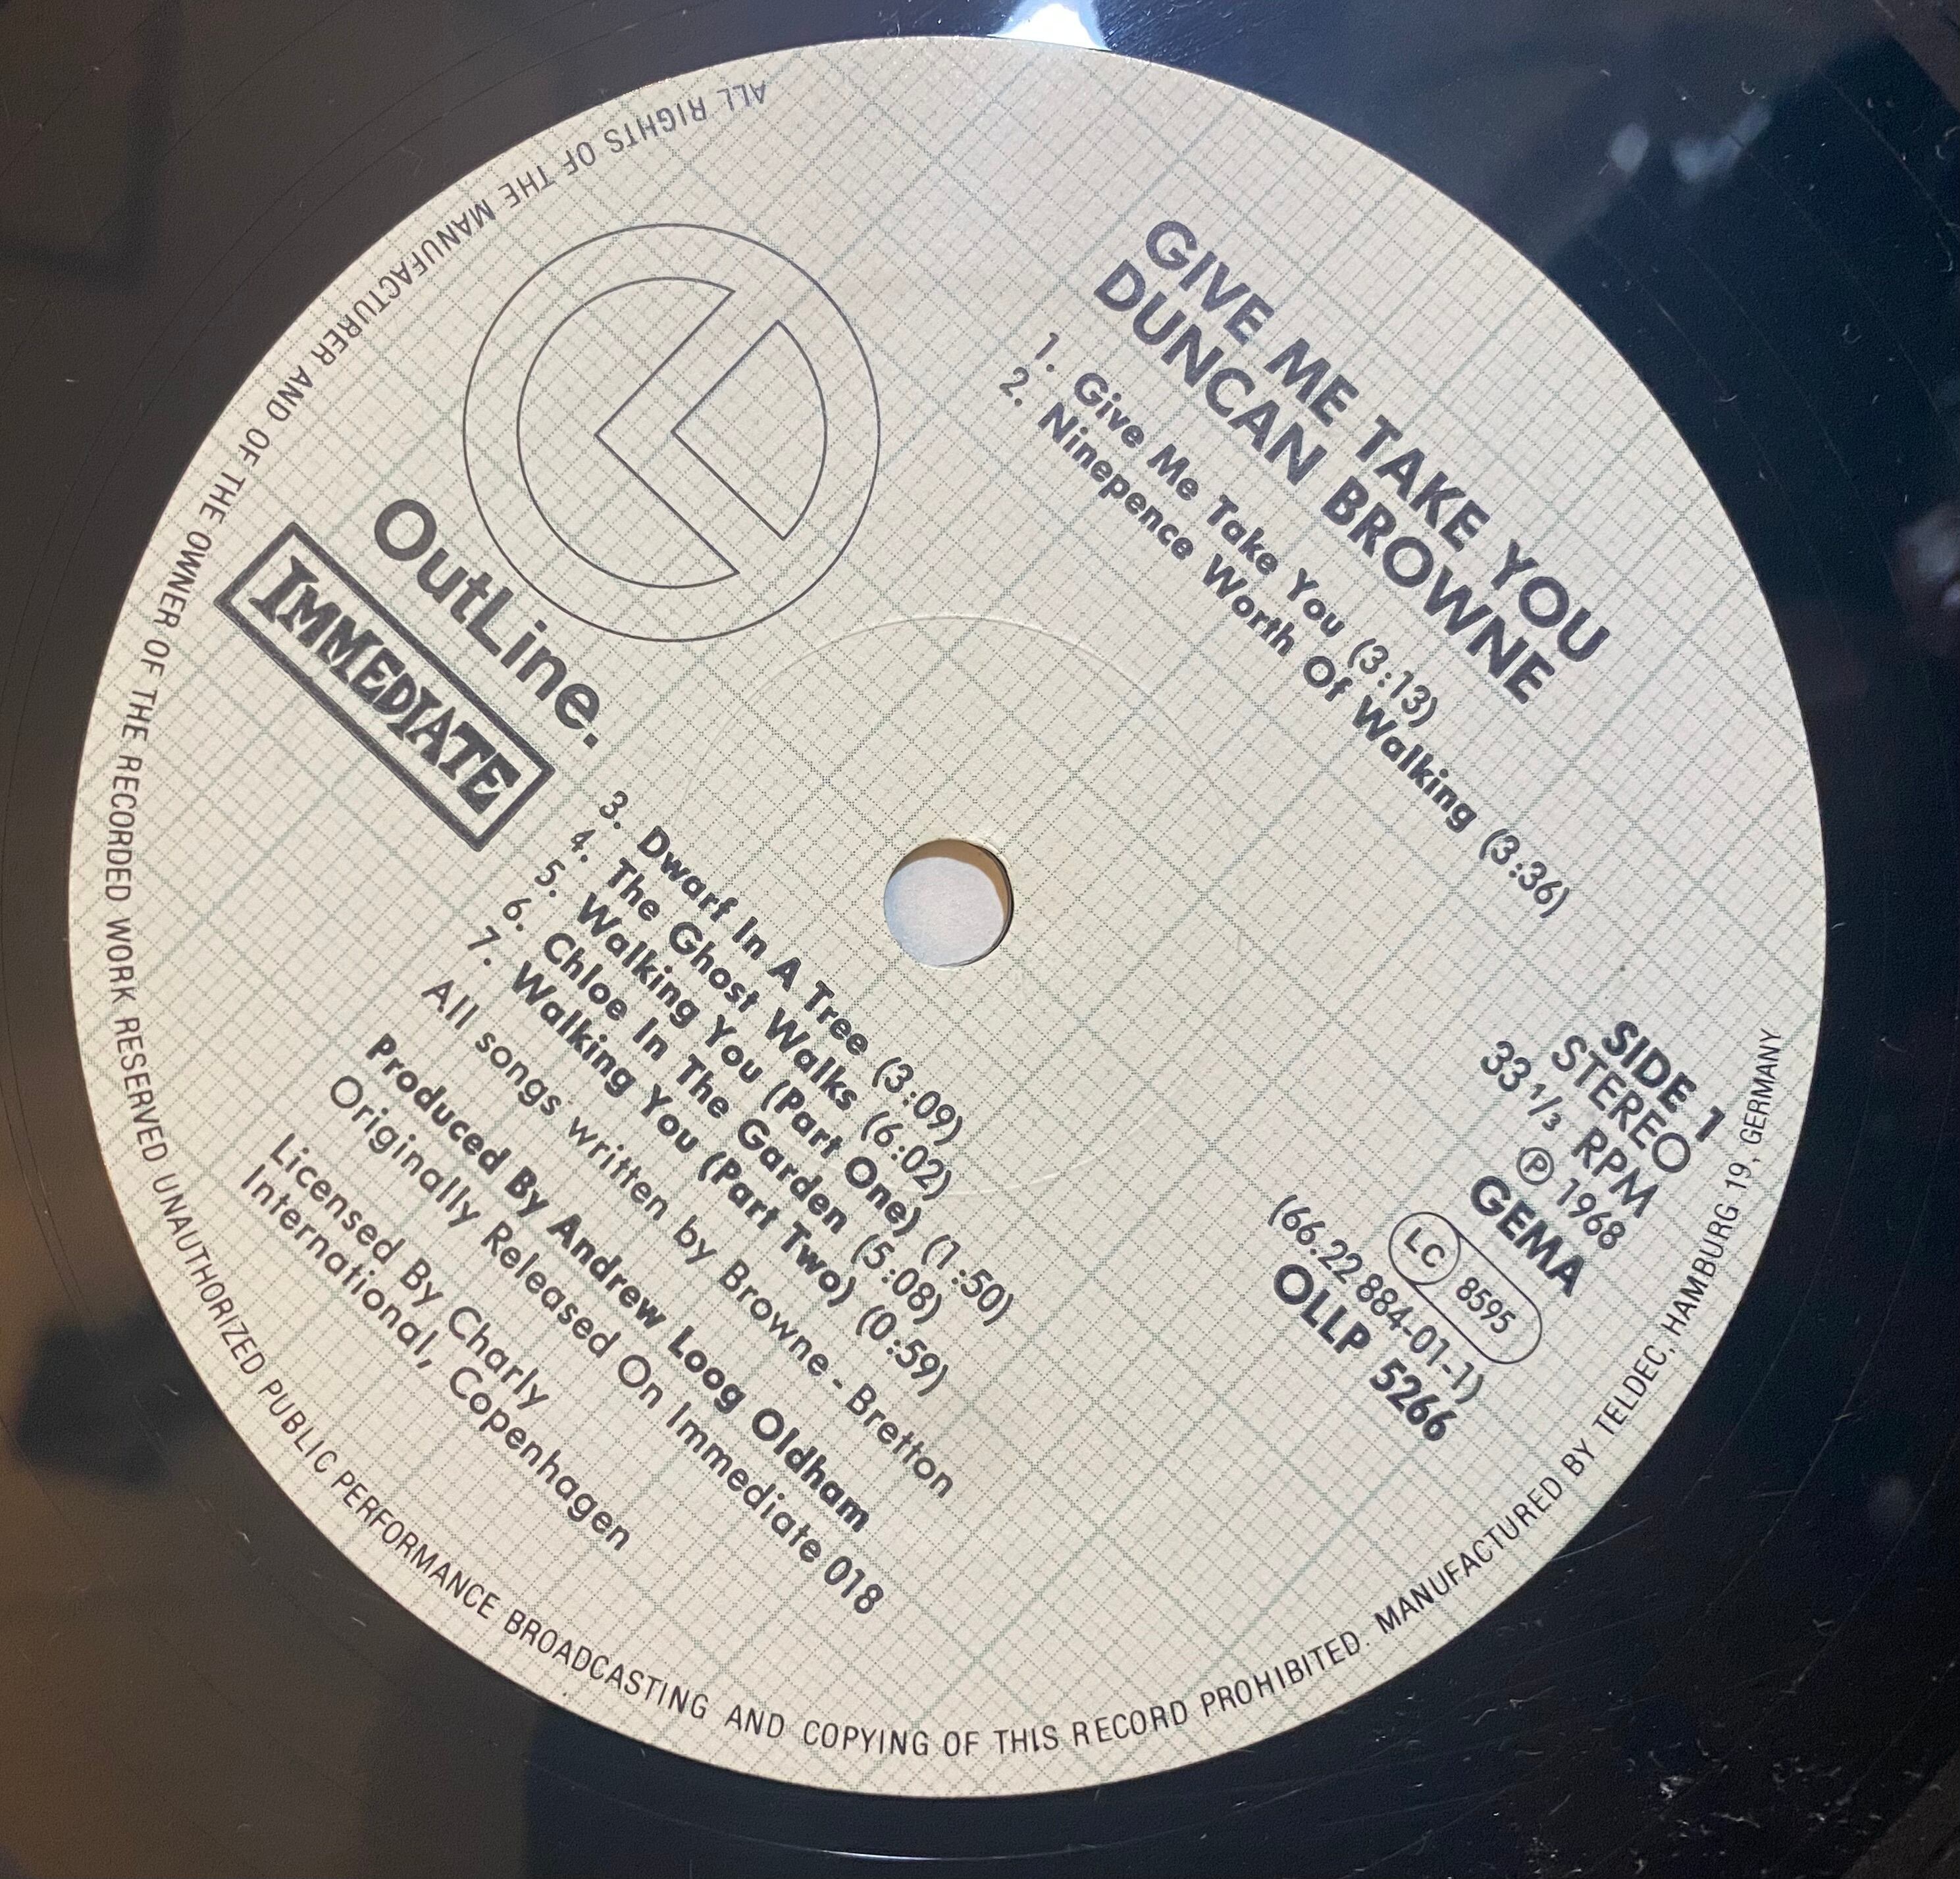 GIVE ME TAKE YOU
DUNCAN BROWNE
1. Give Me Take You (3:13)
2. Ninepence Worth Of Walking (3:36)
OutLine.
IMMEDIATE
SIDE 1
STEREO
33 1/3 RPM
Ⓟ 1968
GEMA
LC 8595
(66.22 884-01-1)
OLLP 5266
3. Dwarf In A Tree (3:09)
4. The Ghost Walks (6:02)
5. Walking You (Part One) (1:50)
6. Chloe In The Garden (5:08)
7. Walking You (Part Two) (0:59)
All songs written by Browne - Bretton
Produced By Andrew Loog Oldham
Originally Released On Immediate 018
Licensed By Charly
International, Copenhagen
ALL RIGHTS OF THE MANUFACTURER AND OF THE OWNER OF THE RECORDED WORK RESERVED UNAUTHORIZED PUBLIC PERFORMANCE BROADCASTING AND COPYING OF THIS RECORD PROHIBITED. MANUFACTURED BY TELDEC, HAMBURG 19, GERMANY